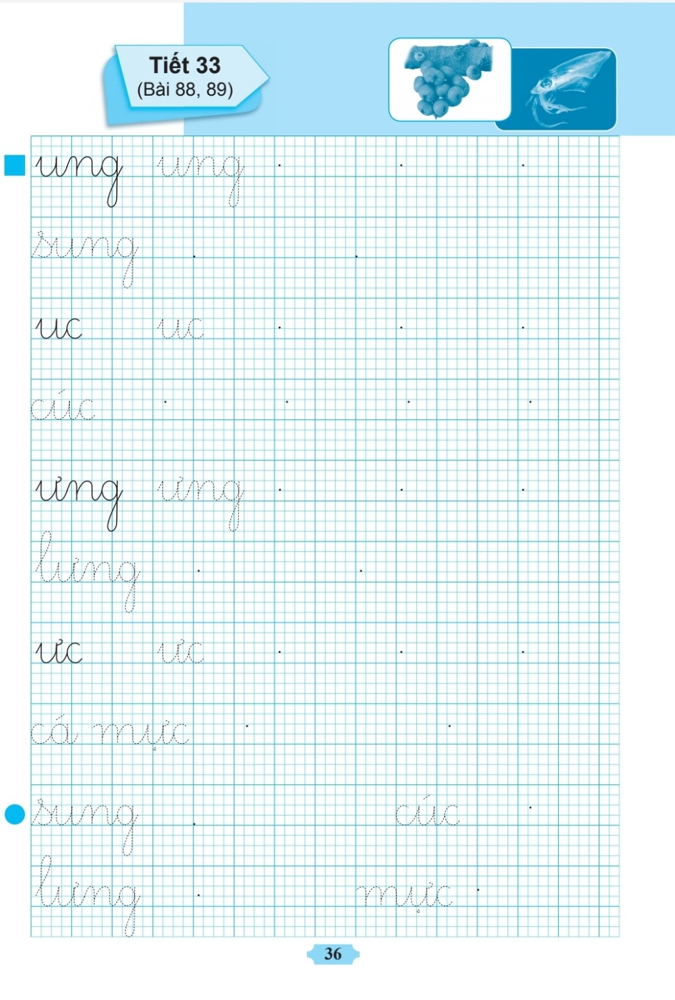 Tiết 33
(Bài 88, 89)
ung ung
sung
uc uc
cúc
ưng ưng
lưng
ưc ưc
cá mực
sung cúc
lưng mực
36